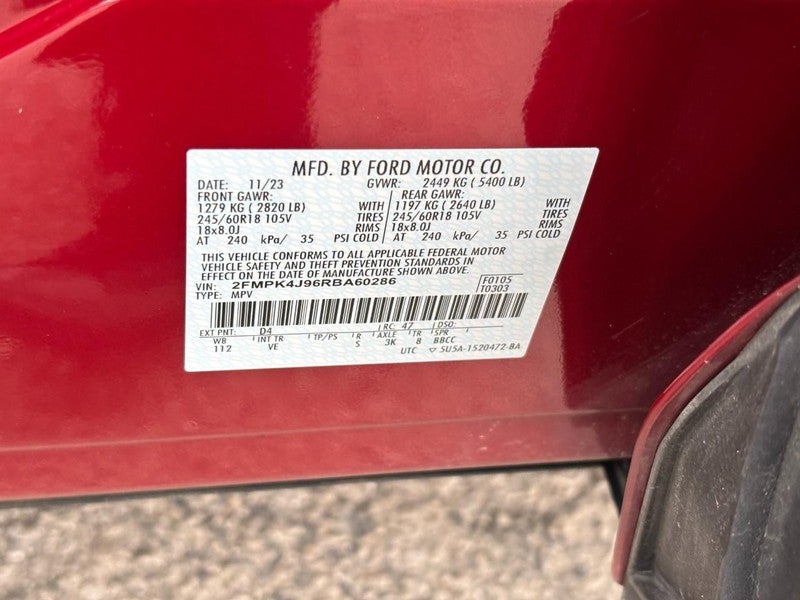 MFD. BY FORD MOTOR CO.
DATE: 11/23 GVWR: 2449 KG ( 5400 LB)
FRONT GAWR: REAR GAWR:
1279 KG ( 2820 LB) WITH 1197 KG ( 2640 LB) WITH
245/60R18 105V TIRES 245/60R18 105V TIRES
18x8.0J RIMS 18x8.0J RIMS
AT 240 kPa/ 35 PSI COLD AT 240 kPa/ 35 PSI COLD
THIS VEHICLE CONFORMS TO ALL APPLICABLE FEDERAL MOTOR
VEHICLE SAFETY AND THEFT PREVENTION STANDARDS IN
EFFECT ON THE DATE OF MANUFACTURE SHOWN ABOVE.
VIN: 2FMPK4J96RBA60286 F0105
TYPE: MPV T0303
EXT PNT: D4 RC: 47 DSO:
WB INT TR TP/PS R AXLE TR SPR
112 VE S 3K 8 BBCC
UTC ▽ 5U5A-1520472-BA